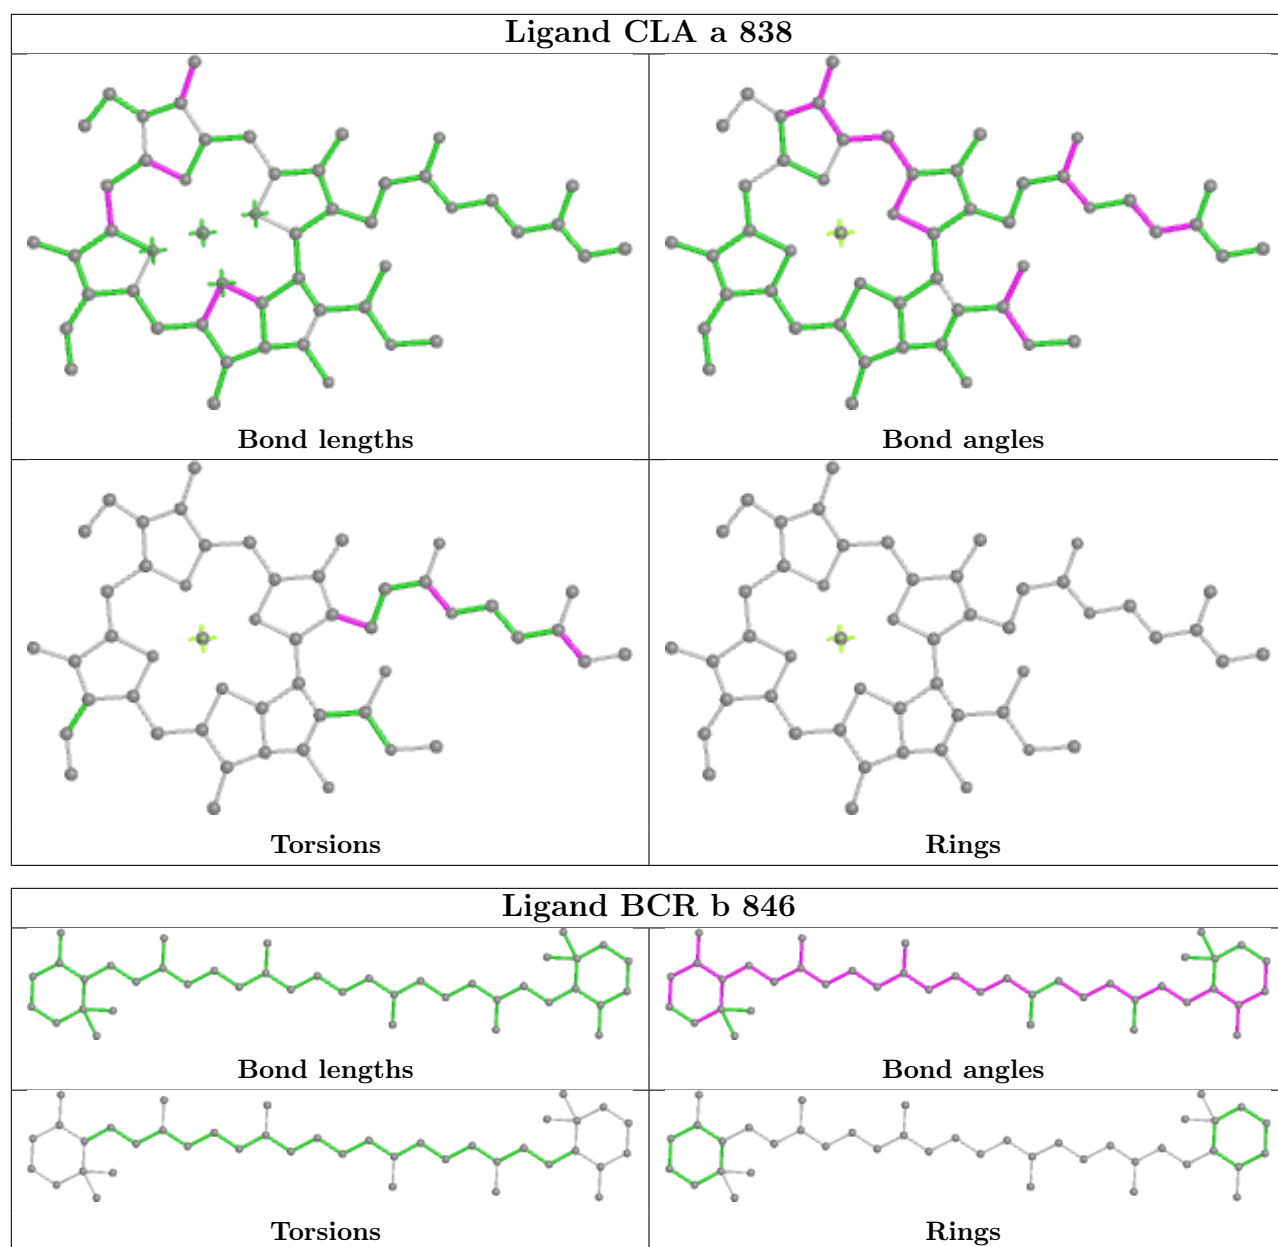 Ligand CLA a 838
Bond lengths
Bond angles
Torsions
Rings
Ligand BCR b 846
Bond lengths
Bond angles
Torsions
Rings